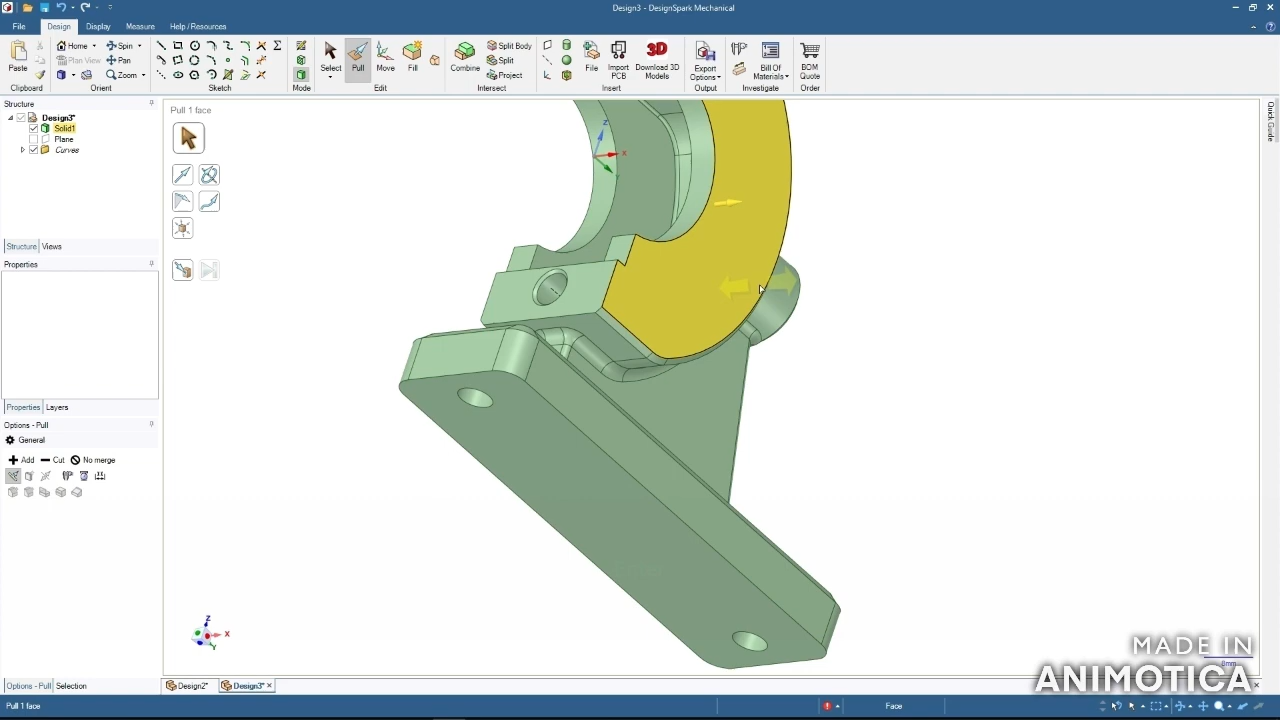 Design3 - DesignSpark Mechanical
File Design Display Measure Help / Resources
Paste
Home
Plan View
Spin
Pan
Zoom
Select
Pull
Move
Fill
Combine
Split Body
Split
Project
File
Import PCB
Download 3D Models
Export Options
Bill Of Materials
BOM Quote
Clipboard Orient Sketch Mode Edit Intersect Insert Output Investigate Order
Structure
Design3*
Solid1
Plane
Curves
Structure Views
Properties
Properties Layers
Options - Pull
General
Add Cut No merge
Options - Pull Selection
Pull 1 face
Quick Guide
Z
X
Y
Z
X
Y
Design2* Design3*
Pull 1 face
Face
8mm
MADE IN
ANIMOTICA